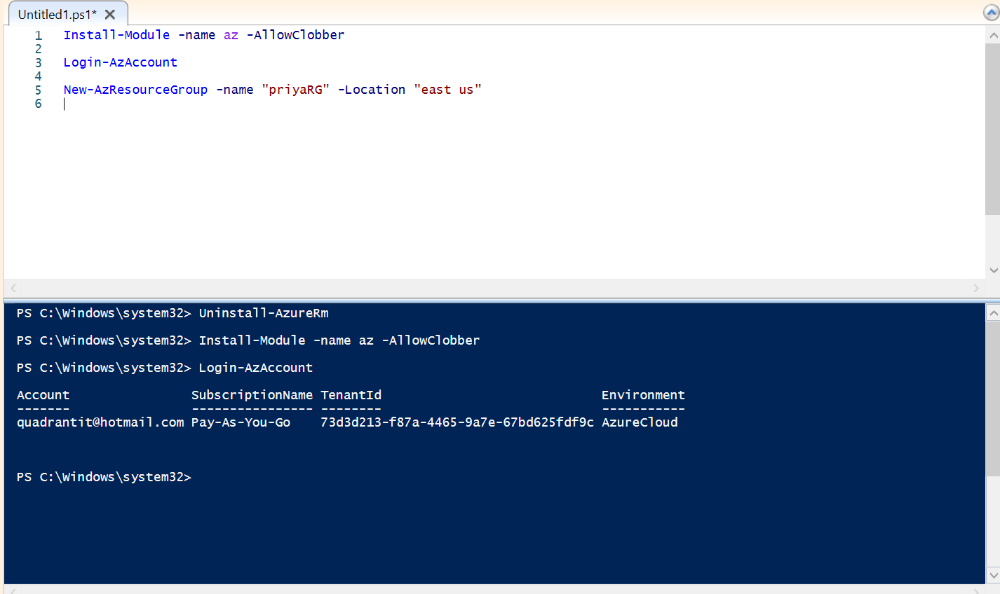 Untitled1.ps1*
1 Install-Module -name az -AllowClobber
2
3 Login-AzAccount
4
5 New-AzResourceGroup -name "priyaRG" -Location "east us"
6
PS C:\Windows\system32> Uninstall-AzureRm
PS C:\Windows\system32> Install-Module -name az -AllowClobber
PS C:\Windows\system32> Login-AzAccount
Account SubscriptionName TenantId Environment
------- ---------------- -------- -----------
quadrantit@hotmail.com Pay-As-You-Go 73d3d213-f87a-4465-9a7e-67bd625fdf9c AzureCloud
PS C:\Windows\system32>